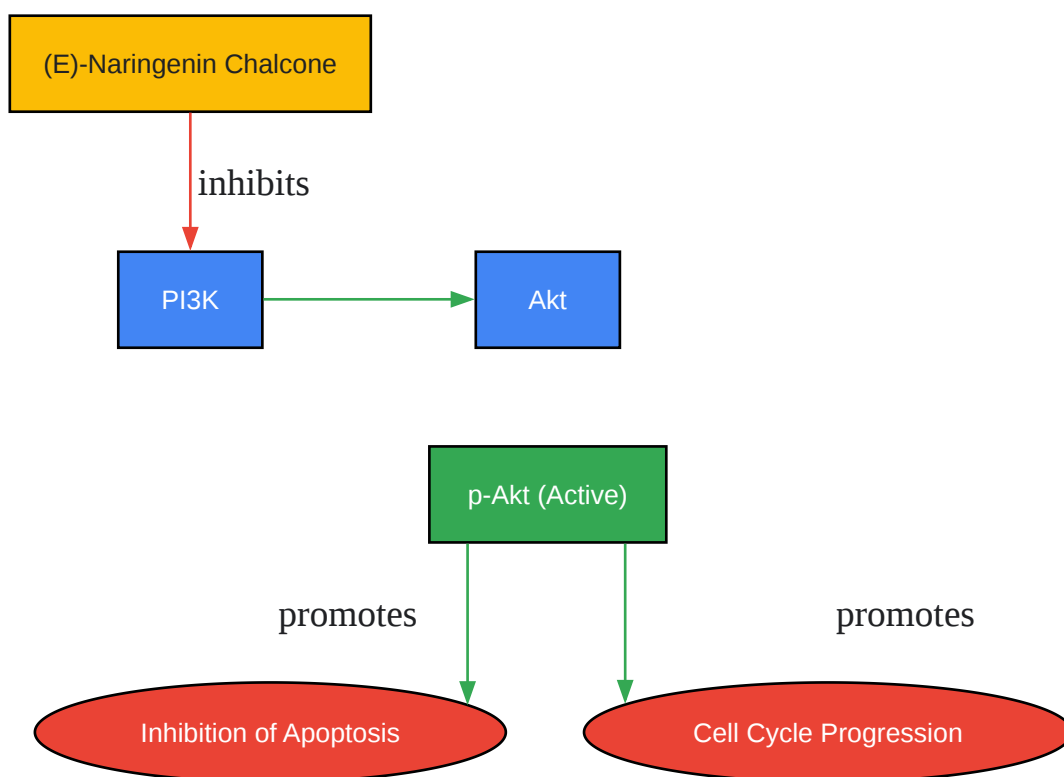 (E)-Naringenin Chalcone
inhibits
PI3K
Akt
p-Akt (Active)
promotes
promotes
Inhibition of Apoptosis
Cell Cycle Progression